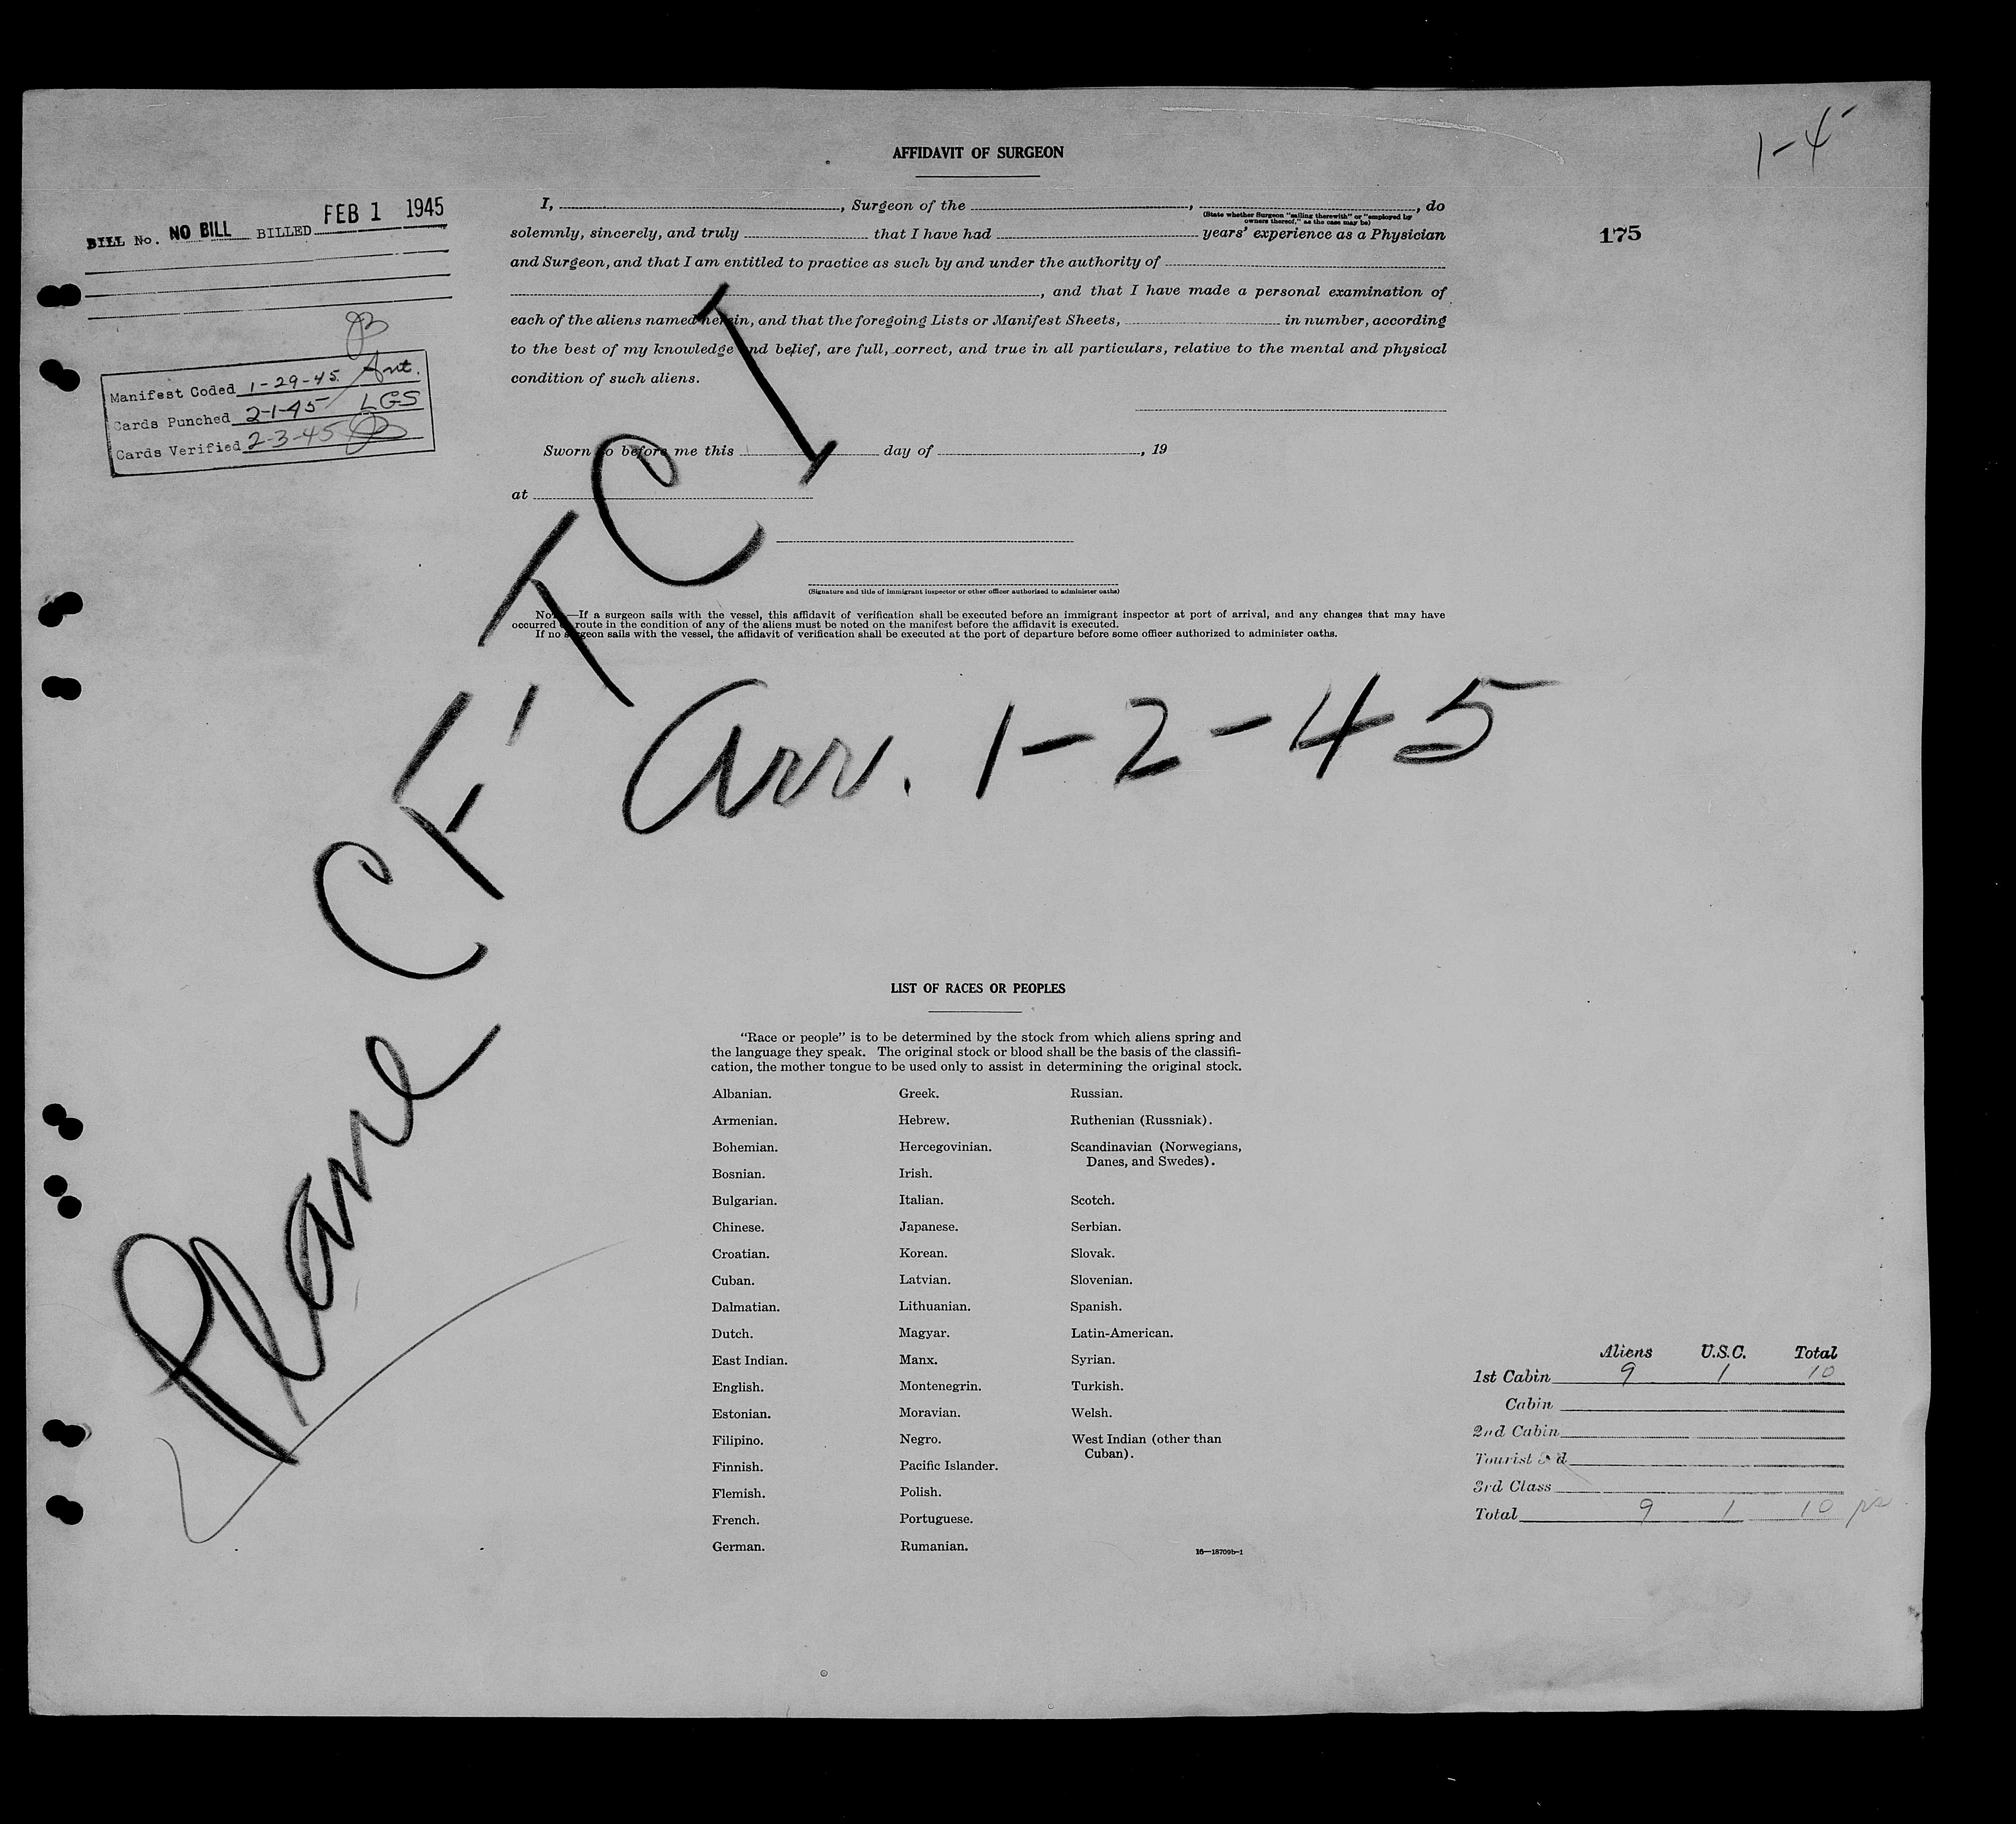 1-4
AFFIDAVIT OF SURGEON
BILL No. NO BILL BILLED FEB 1 1945
175
I, , Surgeon of the , , do
(State whether Surgeon "sailing therewith" or "employed by
owners thereof," as the case may be)
solemnly, sincerely, and truly that I have had years' experience as a Physician
and Surgeon, and that I am entitled to practice as such by and under the authority of
, and that I have made a personal examination of
each of the aliens named herein, and that the foregoing Lists or Manifest Sheets, in number, according
to the best of my knowledge and belief, are full, correct, and true in all particulars, relative to the mental and physical
condition of such aliens.
Manifest Coded 1-29-45
Cards Punched 2-1-45 LGS
Cards Verified 2-3-45
Sworn to before me this day of , 19
at
(Signature and title of immigrant inspector or other officer authorized to administer oaths)
Note.—If a surgeon sails with the vessel, this affidavit of verification shall be executed before an immigrant inspector at port of arrival, and any changes that may have
occurred en route in the condition of any of the aliens must be noted on the manifest before the affidavit is executed.
If no surgeon sails with the vessel, the affidavit of verification shall be executed at the port of departure before some officer authorized to administer oaths.
Plane CF-TCI
Arr. 1-2-45
LIST OF RACES OR PEOPLES
"Race or people" is to be determined by the stock from which aliens spring and
the language they speak. The original stock or blood shall be the basis of the classifi-
cation, the mother tongue to be used only to assist in determining the original stock.
Albanian.
Armenian.
Bohemian.
Bosnian.
Bulgarian.
Chinese.
Croatian.
Cuban.
Dalmatian.
Dutch.
East Indian.
English.
Estonian.
Filipino.
Finnish.
Flemish.
French.
German.
Greek.
Hebrew.
Hercegovinian.
Irish.
Italian.
Japanese.
Korean.
Latvian.
Lithuanian.
Magyar.
Manx.
Montenegrin.
Moravian.
Negro.
Pacific Islander.
Polish.
Portuguese.
Rumanian.
Russian.
Ruthenian (Russniak).
Scandinavian (Norwegians,
Danes, and Swedes).
Scotch.
Serbian.
Slovak.
Slovenian.
Spanish.
Latin-American.
Syrian.
Turkish.
Welsh.
West Indian (other than
Cuban).
16—18709b-1
Aliens U.S.C. Total
1st Cabin 9 1 10
Cabin
2nd Cabin
Tourist 3d
3rd Class
Total 9 1 10